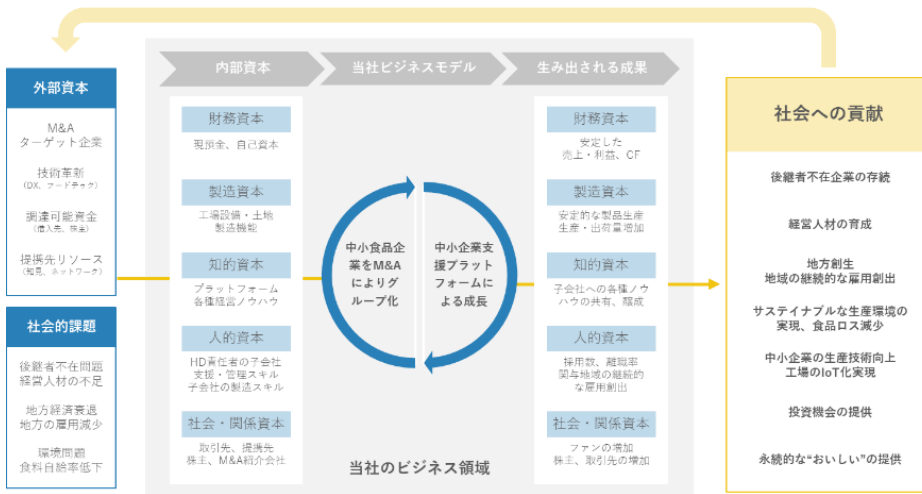 外部資本
M&A
ターゲット企業
技術革新
(DX、フードテック)
調達可能資金
(借入先、株主)
提携先リソース
(知見、ネットワーク)
社会的課題
後継者不在問題
経営人材の不足
地方経済衰退
地方の雇用減少
環境問題
食料自給率低下
内部資本
財務資本
現預金、自己資本
製造資本
工場設備・土地
製造機能
知的資本
プラットフォーム
各種経営ノウハウ
人的資本
HD責任者の子会社
支援・管理スキル
子会社の製造スキル
社会・関係資本
取引先、提携先
株主、M&A紹介会社
当社ビジネスモデル
中小食品企
業をM&A
によりグ
ループ化
中小企業支
援プラット
フォームに
よる成長
当社のビジネス領域
生み出される成果
財務資本
安定した
売上・利益、CF
製造資本
安定的な製品生産
生産・出荷量増加
知的資本
子会社への各種ノウ
ハウの共有、醸成
人的資本
採用数、離職率
関与地域の継続的
な雇用創出
社会・関係資本
ファンの増加
株主、取引先の増加
社会への貢献
後継者不在企業の存続
経営人材の育成
地方創生
地域の継続的な雇用創出
サステイナブルな生産環境の
実現、食品ロス減少
中小企業の生産技術向上
工場のIoT化実現
投資機会の提供
永続的な“おいしい”の提供